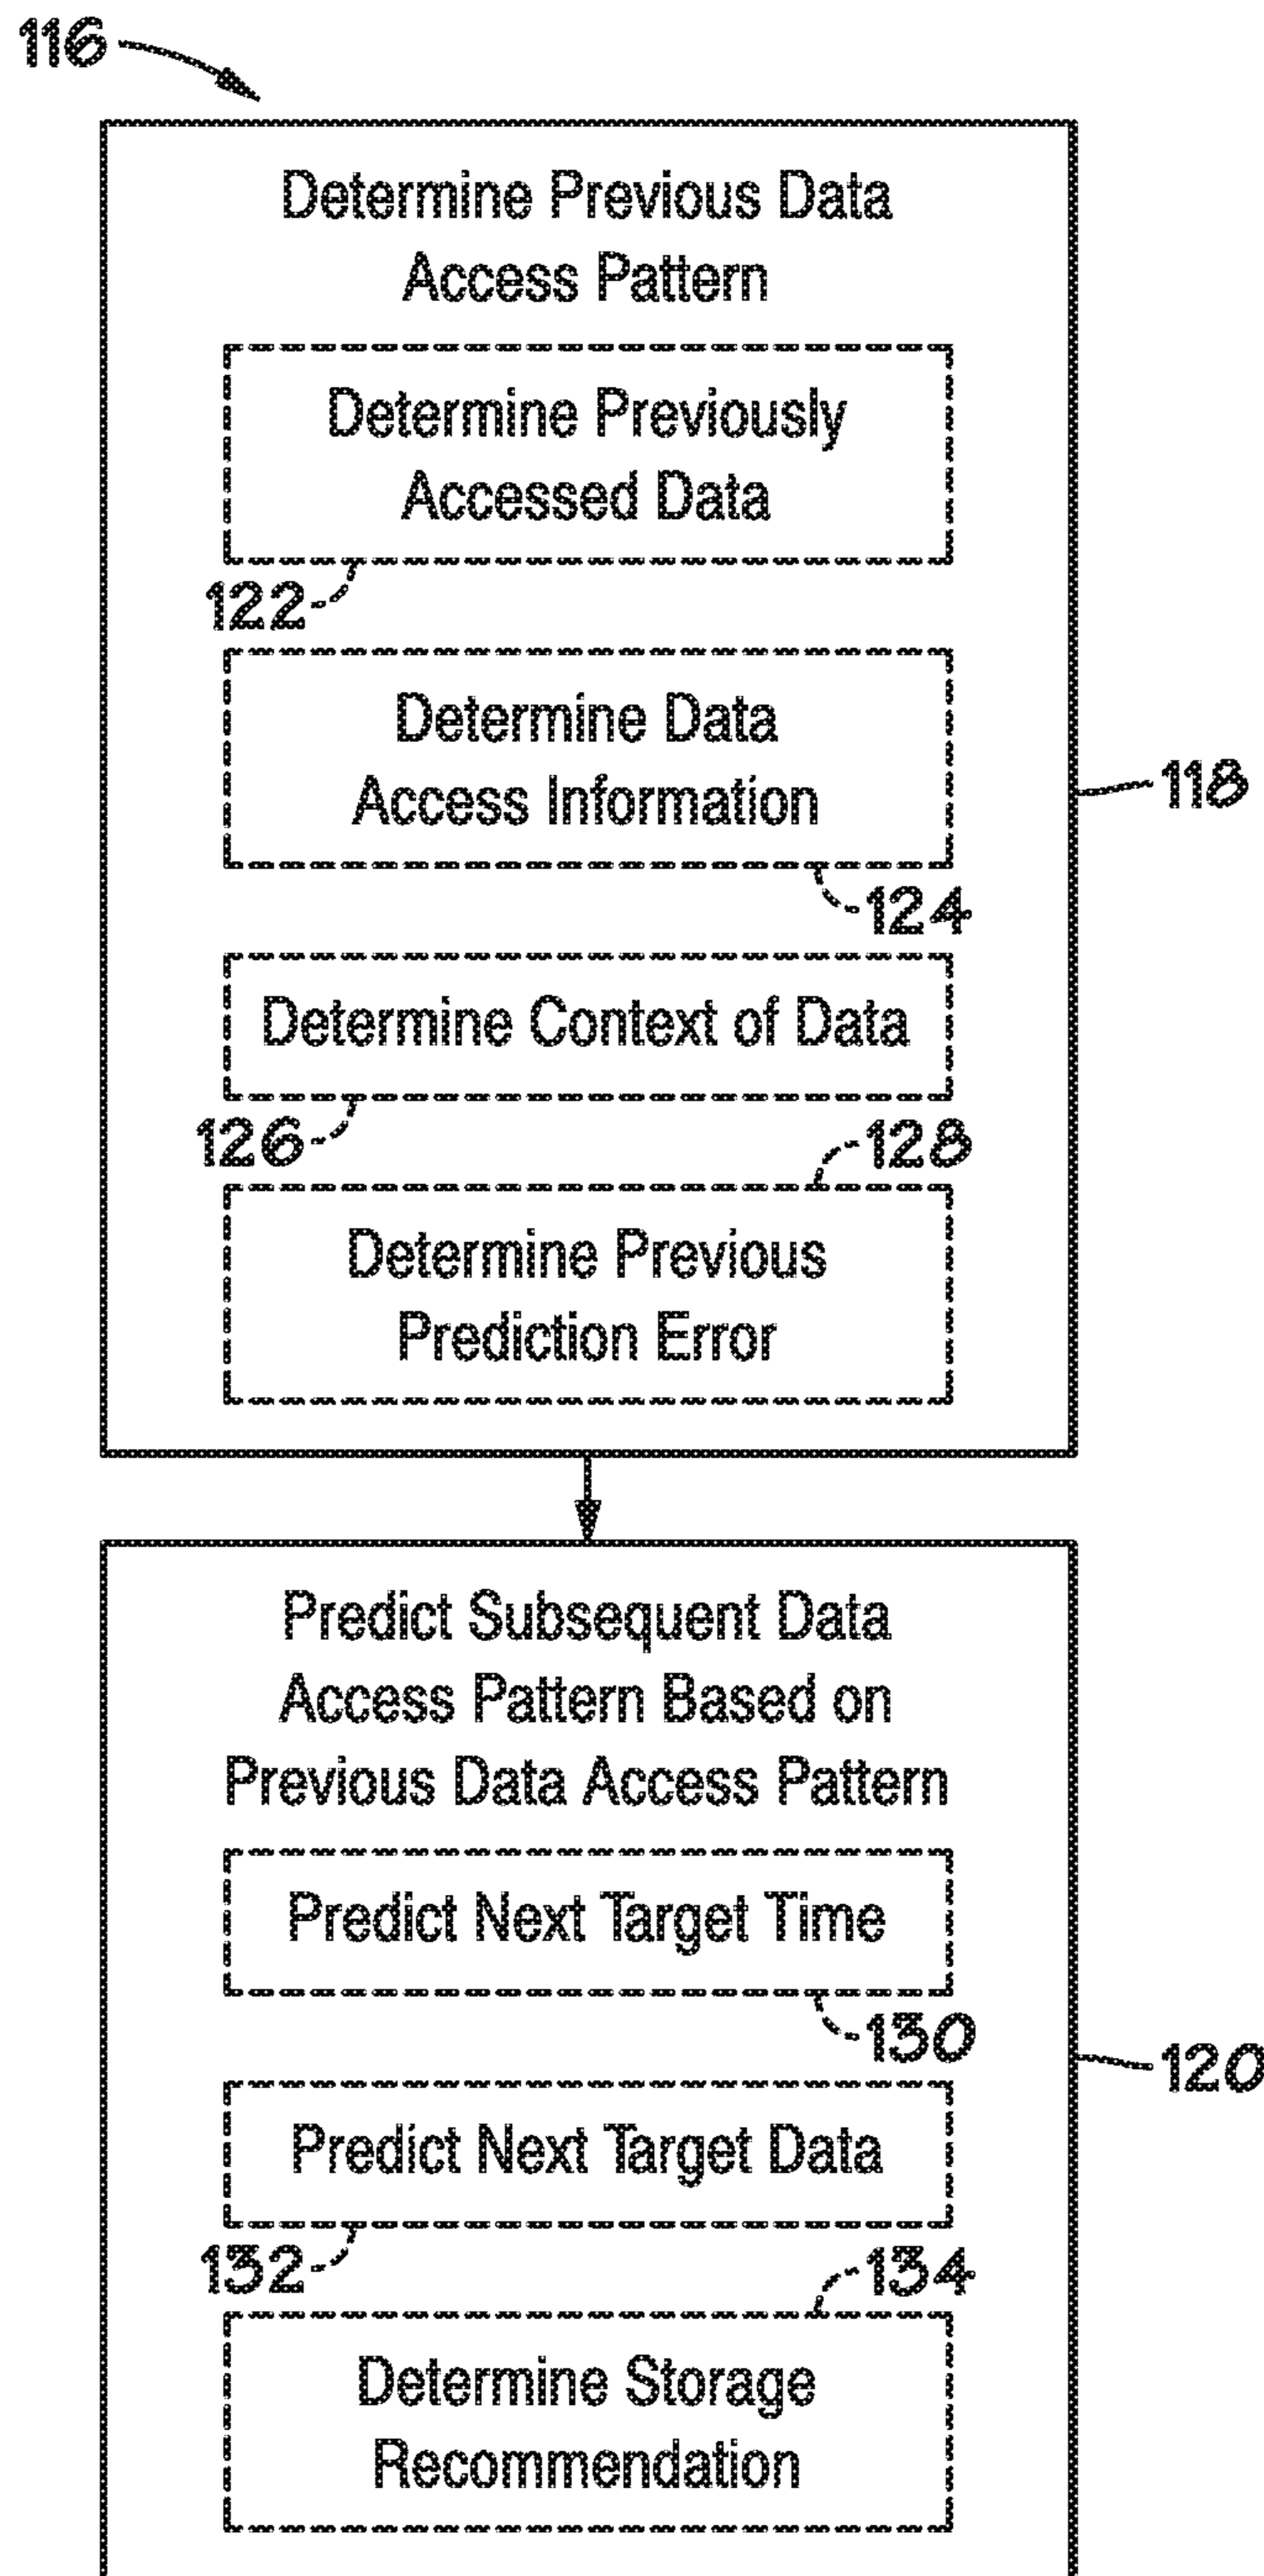 116
Determine Previous Data
Access Pattern
Determine Previously
Accessed Data
122
Determine Data
Access Information
118
124
Determine Context of Data
126
128
Determine Previous
Prediction Error
Predict Subsequent Data
Access Pattern Based on
Previous Data Access Pattern
Predict Next Target Time
130
120
Predict Next Target Data
132
134
Determine Storage
Recommendation